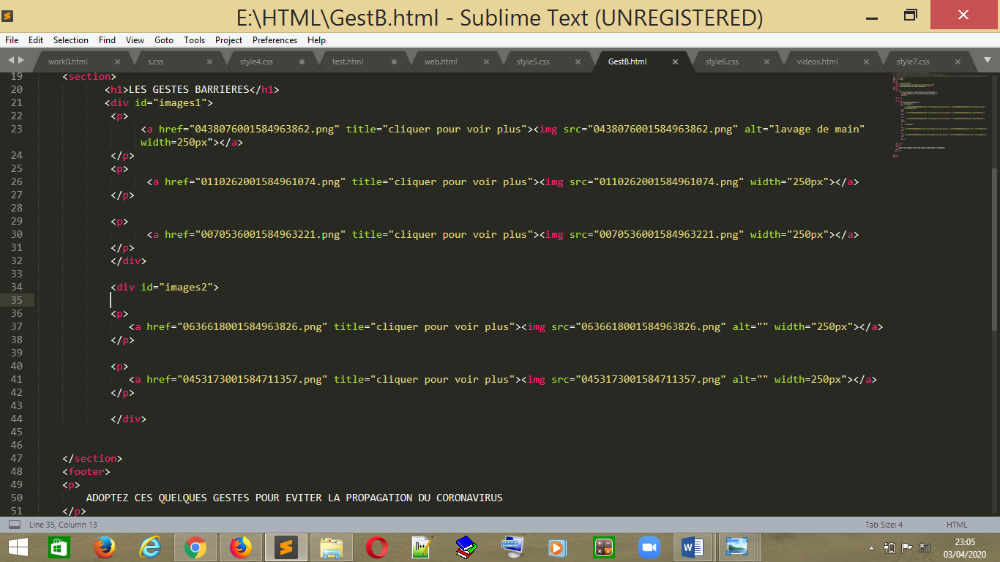 E:\HTML\GestB.html - Sublime Text (UNREGISTERED)
File Edit Selection Find View Goto Tools Project Preferences Help
work0.html s.css style4.css test.html web.html style5.css GestB.html style6.css videos.html style7.css
19 <section>
20 <h1>LES GESTES BARRIERES</h1>
21 <div id="images1">
22 <p>
23 <a href="0438076001584963862.png" title="cliquer pour voir plus"><img src="0438076001584963862.png" alt="lavage de main"
width=250px"></a>
24 </p>
25 <p>
26 <a href="0110262001584961074.png" title="cliquer pour voir plus"><img src="0110262001584961074.png" width="250px"></a>
27 </p>
28
29 <p>
30 <a href="0070536001584963221.png" title="cliquer pour voir plus"><img src="0070536001584963221.png" width="250px"></a>
31 </p>
32 </div>
33
34 <div id="images2">
35
36 <p>
37 <a href="0636618001584963826.png" title="cliquer pour voir plus"><img src="0636618001584963826.png" alt="" width="250px"></a>
38 </p>
39
40 <p>
41 <a href="0453173001584711357.png" title="cliquer pour voir plus"><img src="0453173001584711357.png" alt="" width=250px"></a>
42 </p>
43
44 </div>
45
46
47 </section>
48 <footer>
49 <p>
50 ADOPTEZ CES QUELQUES GESTES POUR EVITER LA PROPAGATION DU CORONAVIRUS
51 </p>
Line 35, Column 13 Tab Size: 4 HTML
23:05
03/04/2020